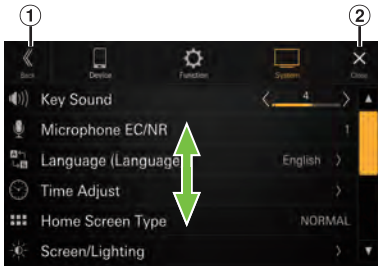 1 2
Back Device Function System Close
Key Sound 4
Microphone EC/NR 1
Language (Language English
Time Adjust
Home Screen Type NORMAL
Screen/Lighting